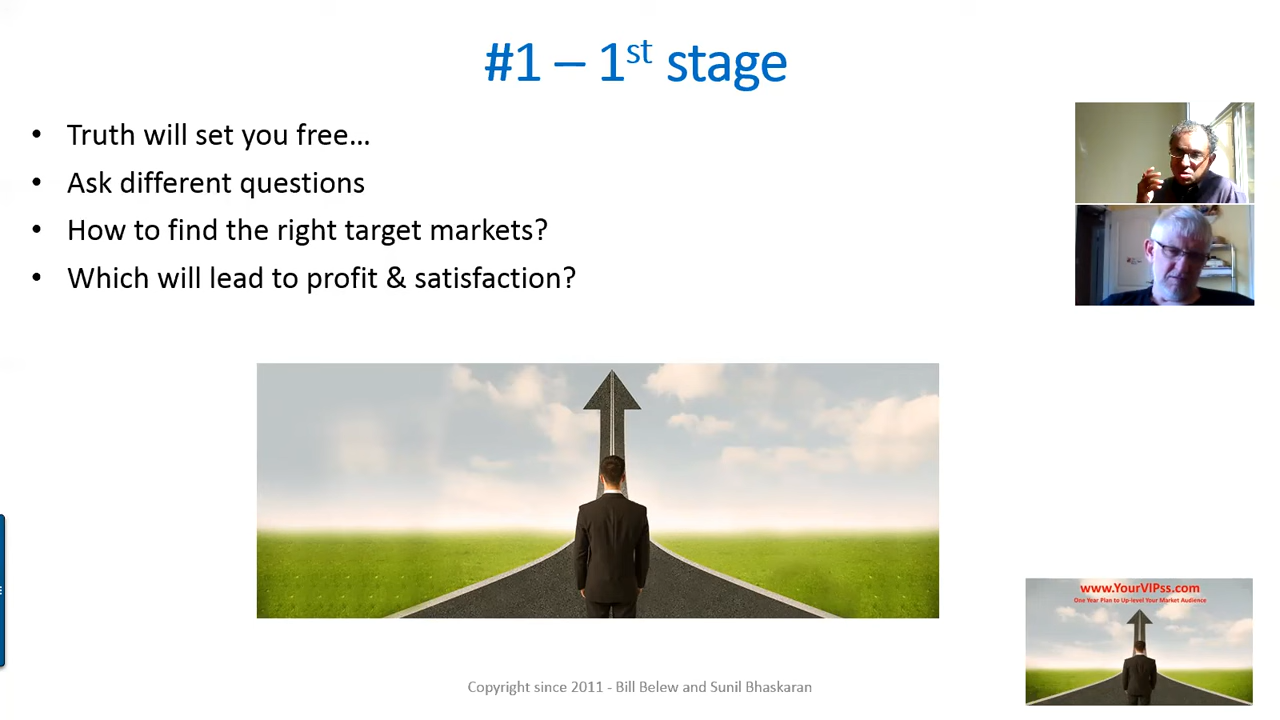 #1 – 1st stage
• Truth will set you free…
• Ask different questions
• How to find the right target markets?
• Which will lead to profit & satisfaction?
www.YourVIPss.com
One Year Plan to Up-level Your Market Audience
Copyright since 2011 - Bill Belew and Sunil Bhaskaran